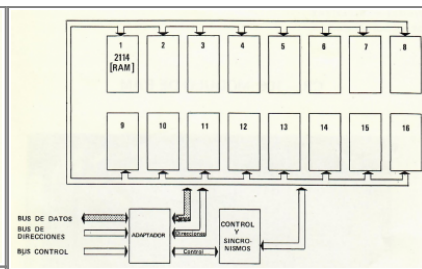 1 2 3 4 5 6 7 8
2114
[RAM]
9 10 11 12 13 14 15 16
BUS DE DATOS
BUS DE
DIRECCIONES
BUS CONTROL
ADAPTADOR
Datos
Direcciones
Control
CONTROL
Y
SINCRO-
NISMOS